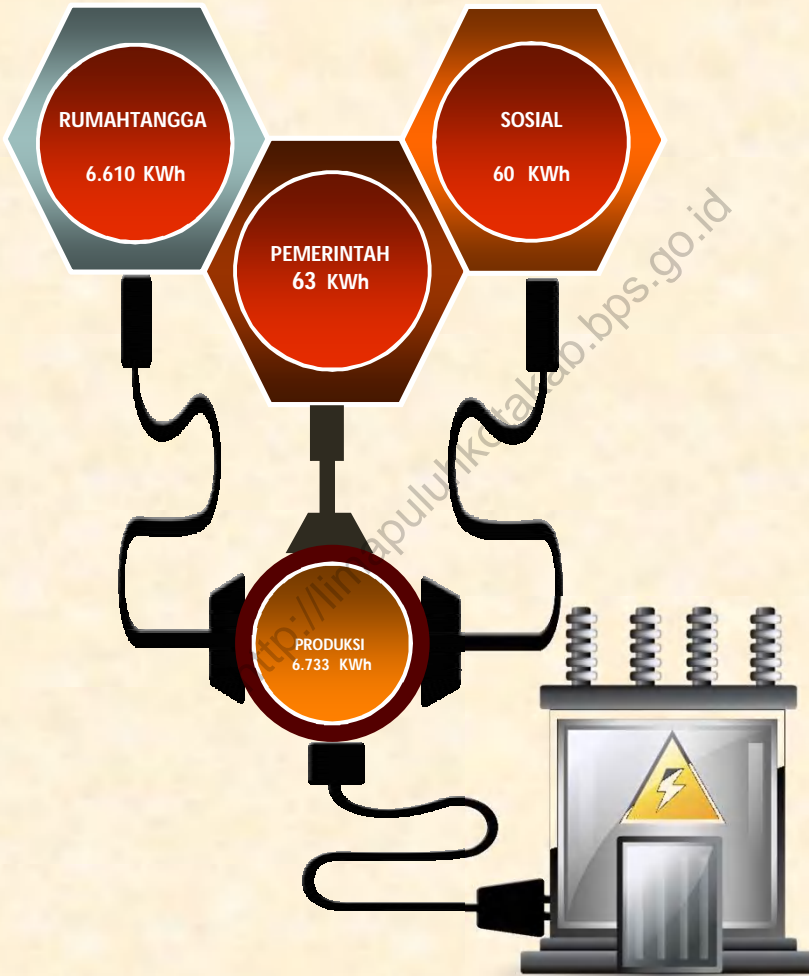 RUMAHTANGGA
6.610 KWh
SOSIAL
60 KWh
PEMERINTAH
63 KWh
PRODUKSI
6.733 KWh
http://limapuluhkotakab.bps.go.id